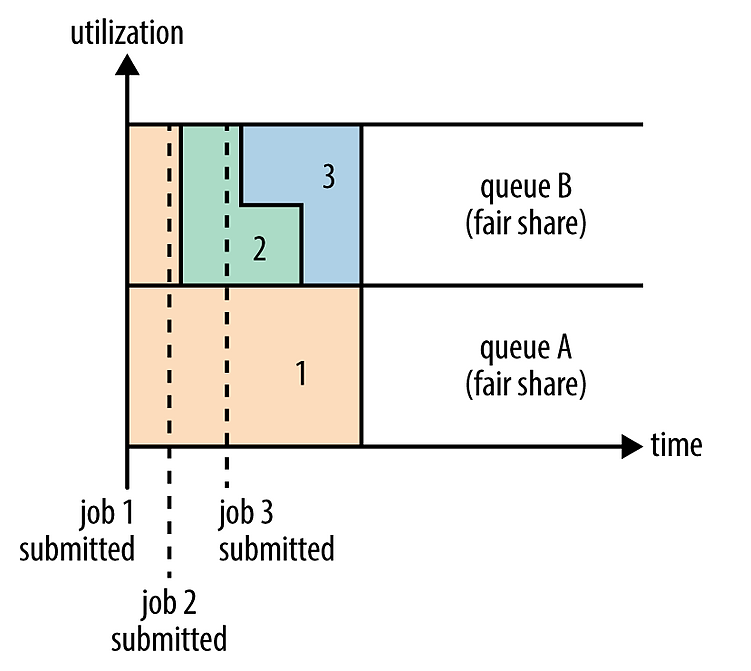 utilization
3
queue B
(fair share)
2
1
queue A
(fair share)
time
job 1
submitted
job 3
submitted
job 2
submitted